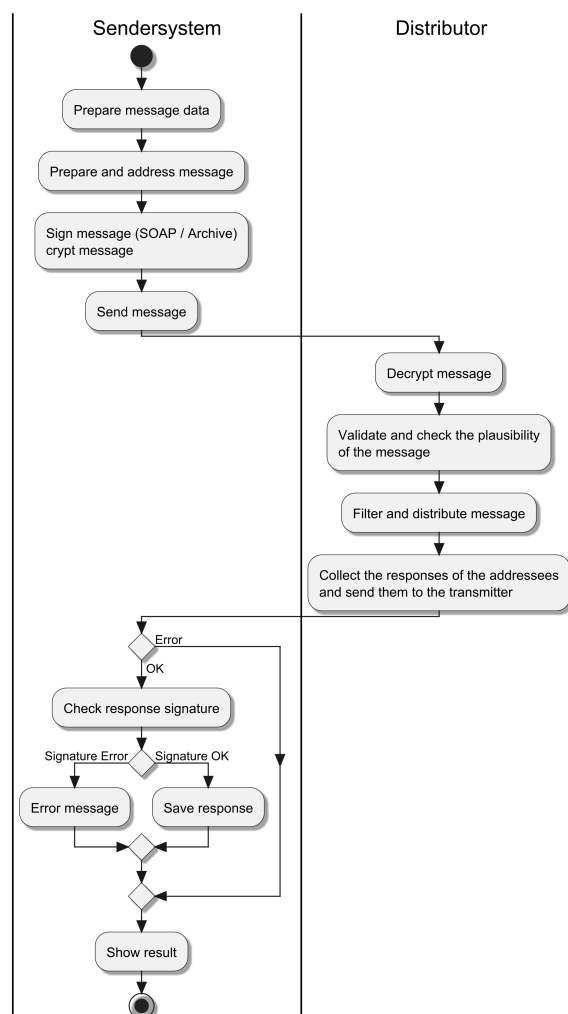 Sendersystem
Distributor
Prepare message data
Prepare and address message
Sign message (SOAP / Archive)
crypt message
Send message
Decrypt message
Validate and check the plausibility
of the message
Filter and distribute message
Collect the responses of the addressees
and send them to the transmitter
Error
OK
Check response signature
Signature Error
Signature OK
Error message
Save response
Show result